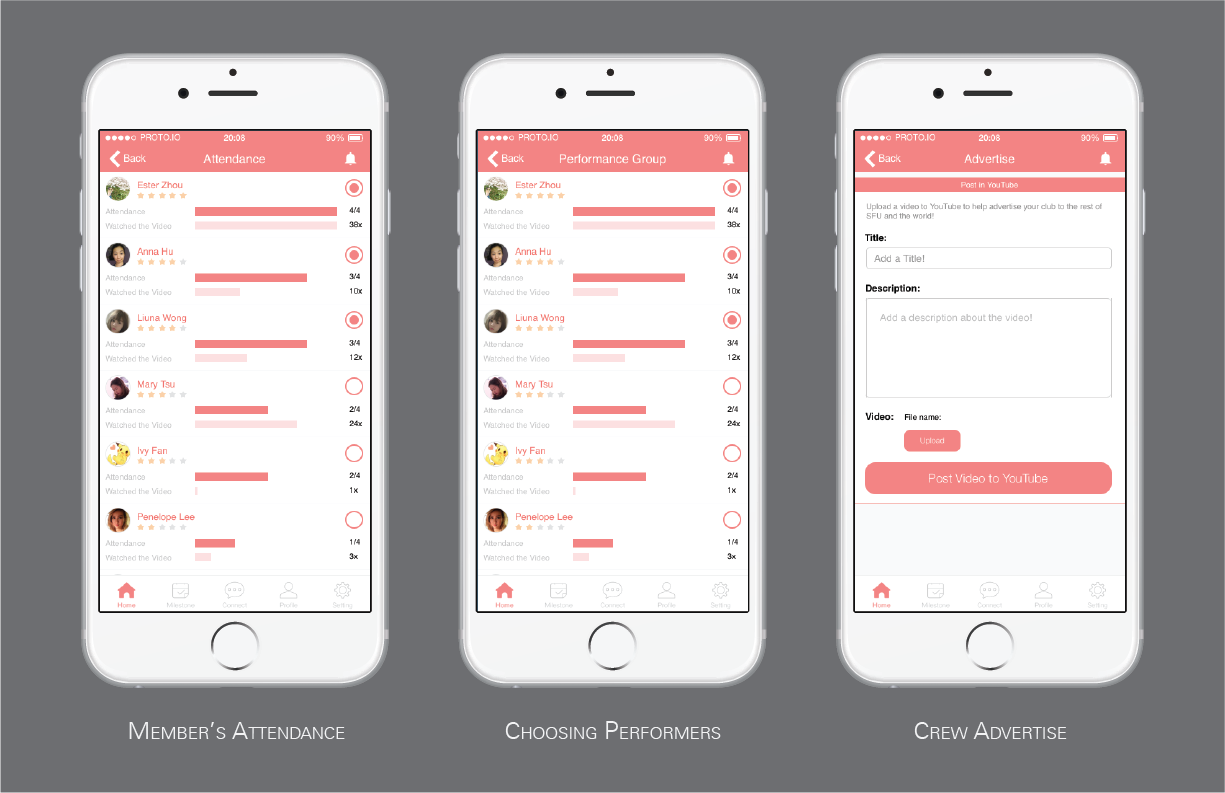 ●●●●○ PROTO.IO 20:08 90%
Back Attendance
Ester Zhou
Attendance 4/4
Watched the Video 38x
Anna Hu
Attendance 3/4
Watched the Video 10x
Liuna Wong
Attendance 3/4
Watched the Video 12x
Mary Tsu
Attendance 2/4
Watched the Video 24x
Ivy Fan
Attendance 2/4
Watched the Video 1x
Penelope Lee
Attendance 1/4
Watched the Video 3x
Home Milestone Connect Profile Setting
MEMBER'S ATTENDANCE
●●●●○ PROTO.IO 20:08 90%
Back Performance Group
Ester Zhou
Attendance 4/4
Watched the Video 38x
Anna Hu
Attendance 3/4
Watched the Video 10x
Liuna Wong
Attendance 3/4
Watched the Video 12x
Mary Tsu
Attendance 2/4
Watched the Video 24x
Ivy Fan
Attendance 2/4
Watched the Video 1x
Penelope Lee
Attendance 1/4
Watched the Video 3x
Home Milestone Connect Profile Setting
CHOOSING PERFORMERS
●●●●○ PROTO.IO 20:08 90%
Back Advertise
Post in YouTube
Upload a video to YouTube to help advertise your club to the rest of
SFU and the world!
Title:
Add a Title!
Description:
Add a description about the video!
Video: File name:
Upload
Post Video to YouTube
Home Milestone Connect Profile Setting
CREW ADVERTISE